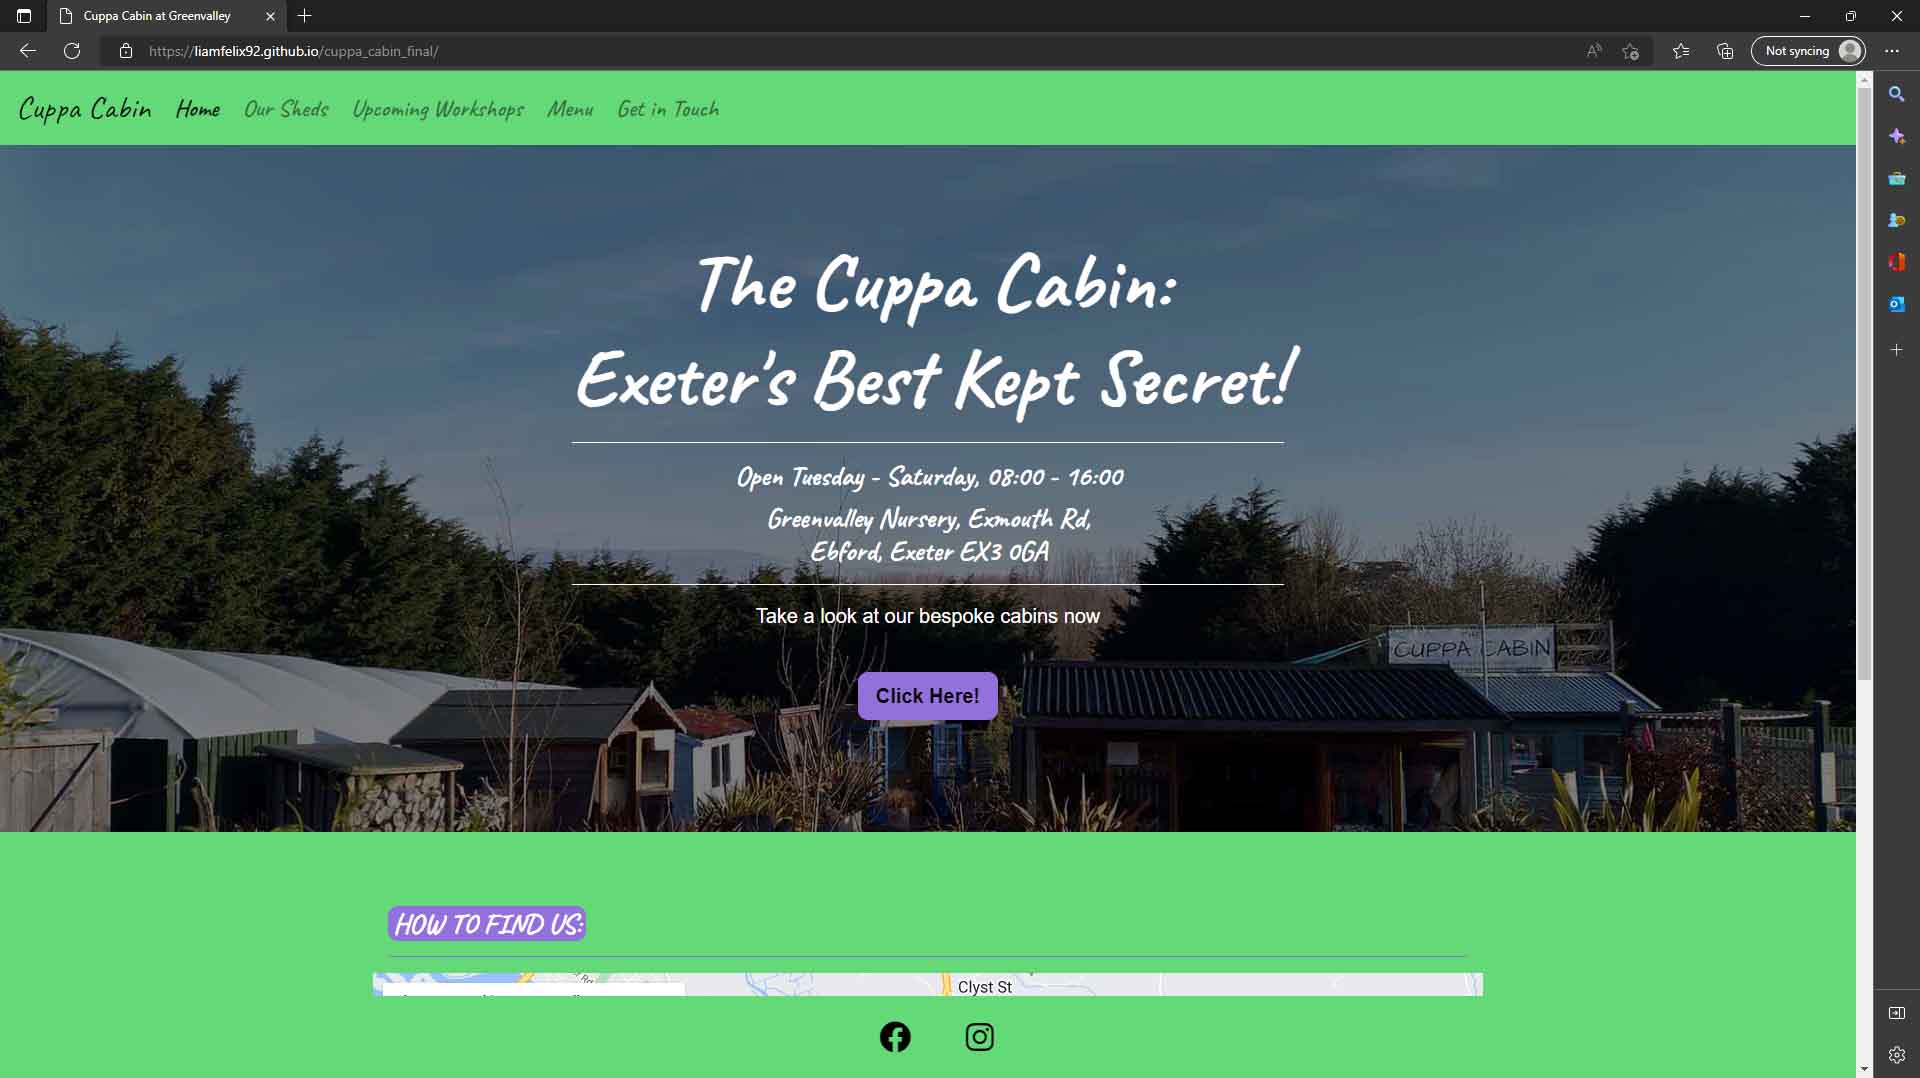 Cuppa Cabin at Greenvalley
https://liamfelix92.github.io/cuppa_cabin_final/
Not syncing
Cuppa Cabin Home Our Sheds Upcoming Workshops Menu Get in Touch
The Cuppa Cabin:
Exeter's Best Kept Secret!
Open Tuesday - Saturday, 08:00 - 16:00
Greenvalley Nursery, Exmouth Rd,
Ebford, Exeter EX3 0GA
Take a look at our bespoke cabins now
CUPPA CABIN
Click Here!
HOW TO FIND US:
Rd
Clyst St